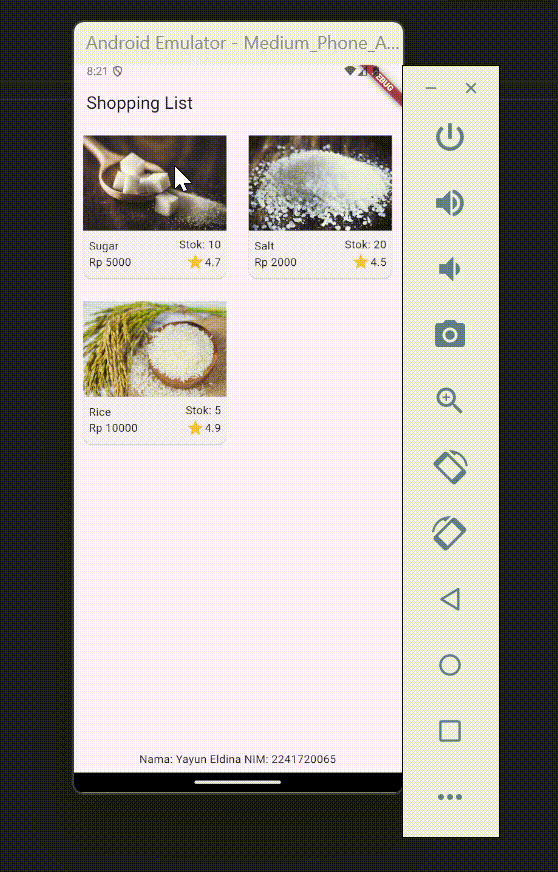 Android Emulator - Medium_Phone_A...
8:21
DEBUG
Shopping List
Sugar Stok: 10
Rp 5000 4.7
Salt Stok: 20
Rp 2000 4.5
Rice Stok: 5
Rp 10000 4.9
Nama: Yayun Eldina NIM: 2241720065